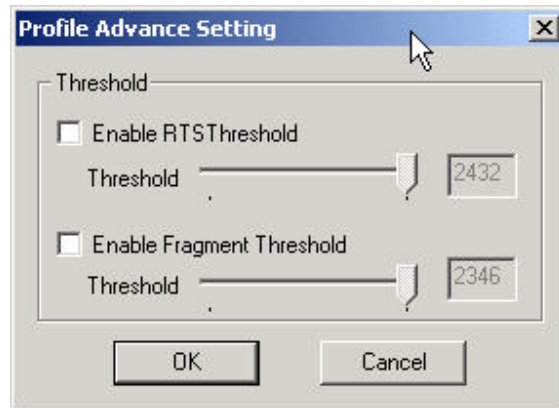 Profile Advance Setting
Threshold
Enable RTSThreshold
Threshold 2432
Enable Fragment Threshold
Threshold 2346
OK Cancel